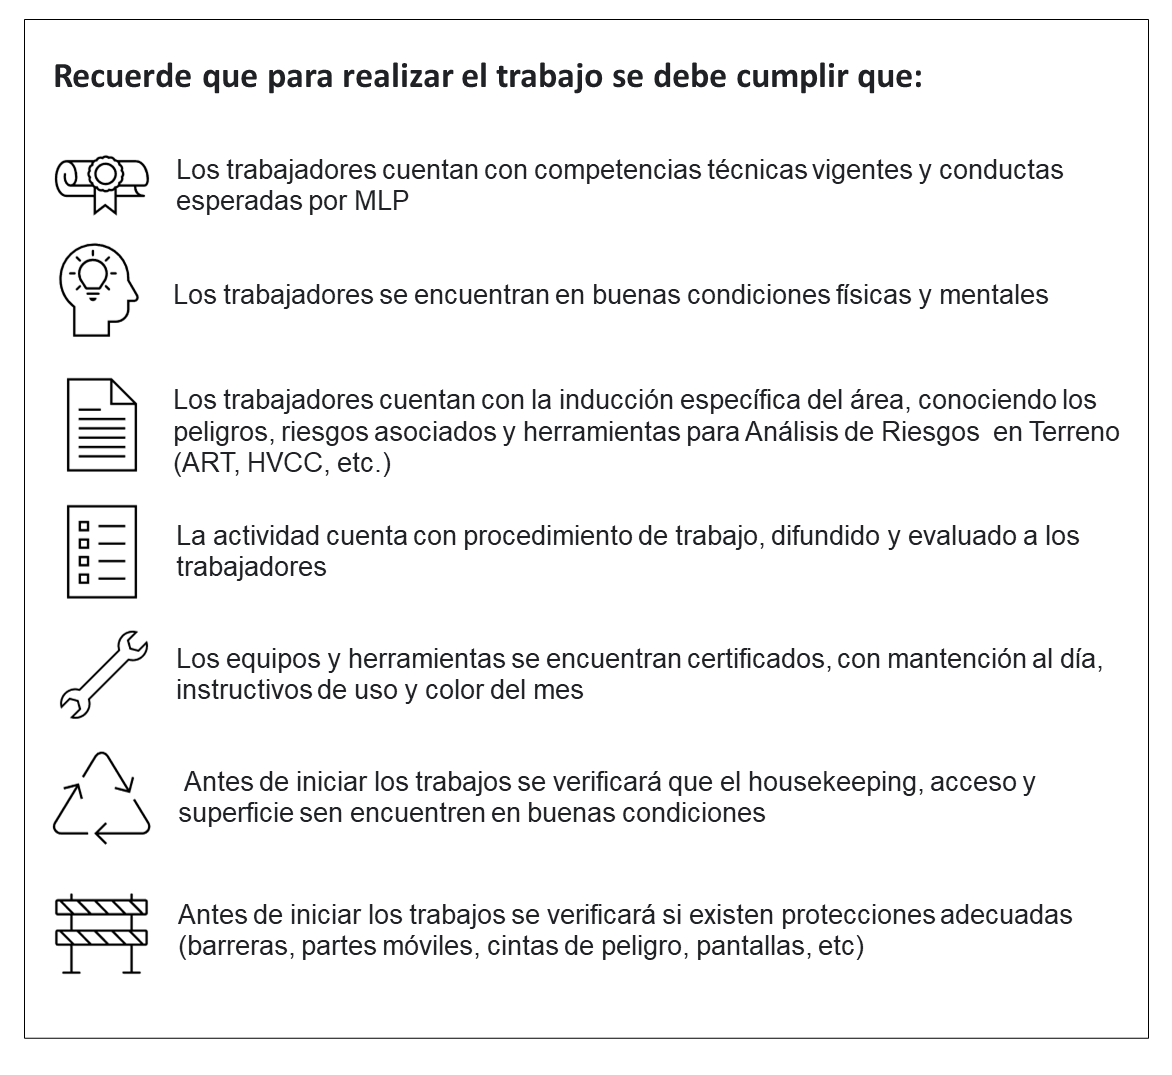 Recuerde que para realizar el trabajo se debe cumplir que:
Los trabajadores cuentan con competencias técnicas vigentes y conductas
esperadas por MLP
Los trabajadores se encuentran en buenas condiciones físicas y mentales
Los trabajadores cuentan con la inducción específica del área, conociendo los
peligros, riesgos asociados y herramientas para Análisis de Riesgos en Terreno
(ART, HVCC, etc.)
La actividad cuenta con procedimiento de trabajo, difundido y evaluado a los
trabajadores
Los equipos y herramientas se encuentran certificados, con mantención al día,
instructivos de uso y color del mes
Antes de iniciar los trabajos se verificará que el housekeeping, acceso y
superficie sen encuentren en buenas condiciones
Antes de iniciar los trabajos se verificará si existen protecciones adecuadas
(barreras, partes móviles, cintas de peligro, pantallas, etc)